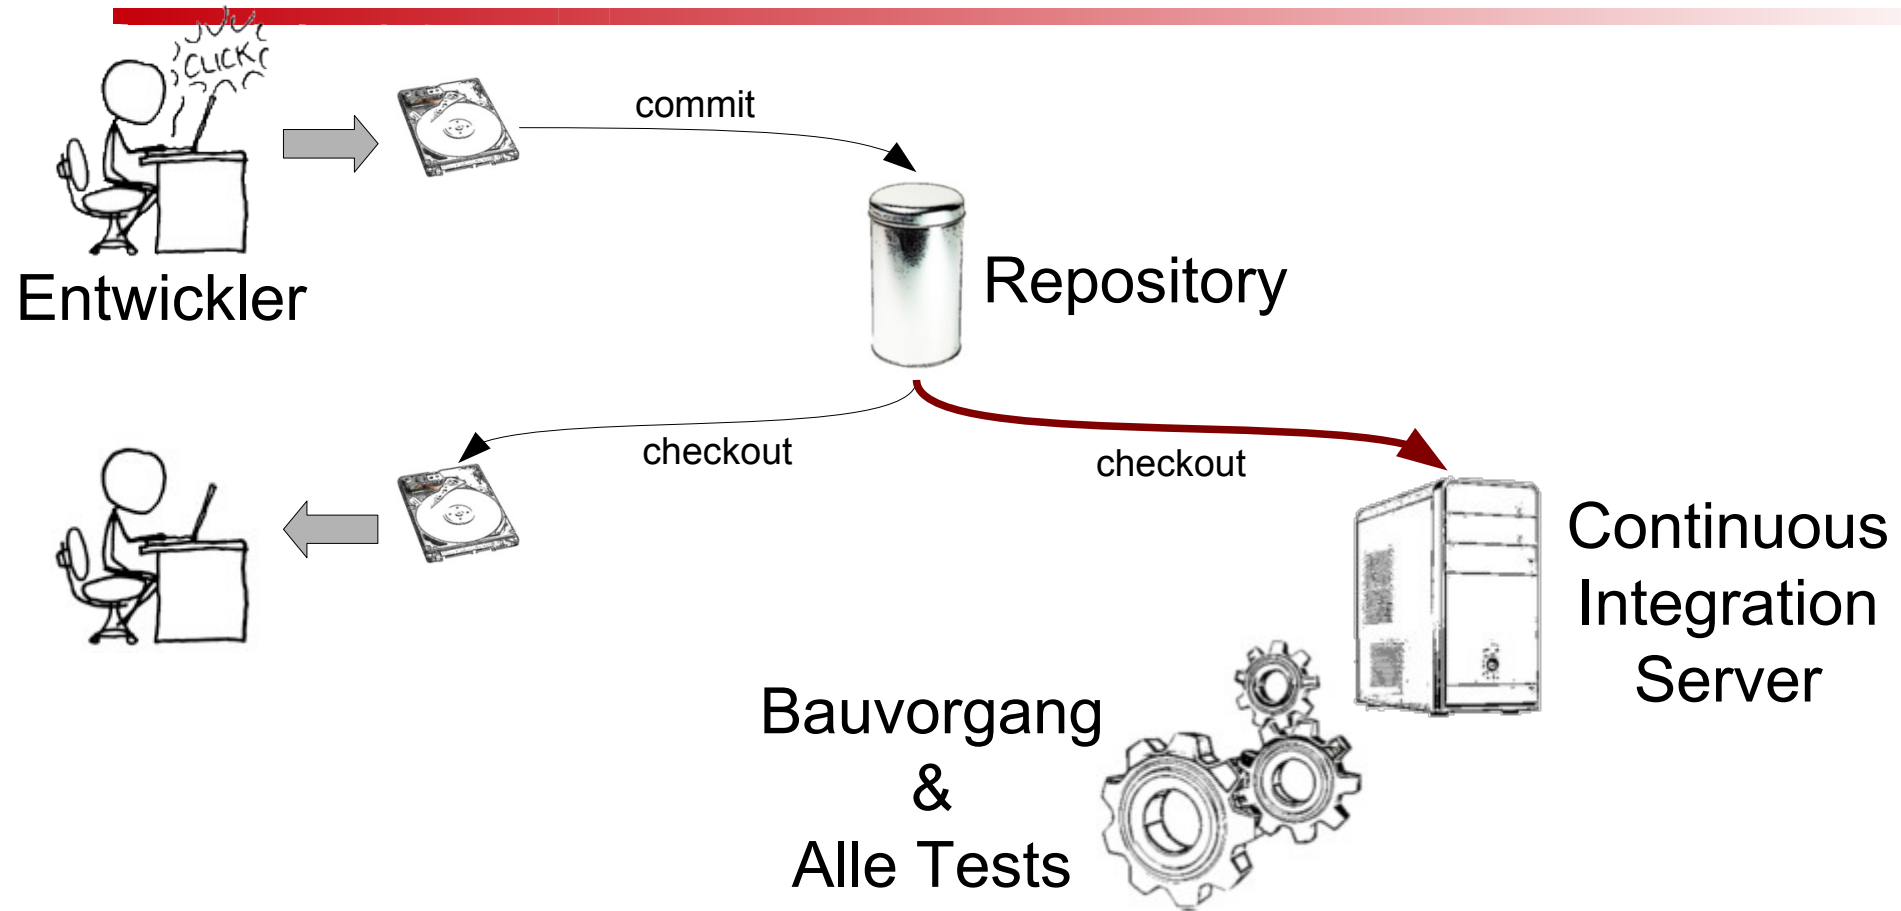 CLICK
commit
Entwickler
Repository
checkout
checkout
Continuous
Integration
Server
Bauvorgang
&
Alle Tests